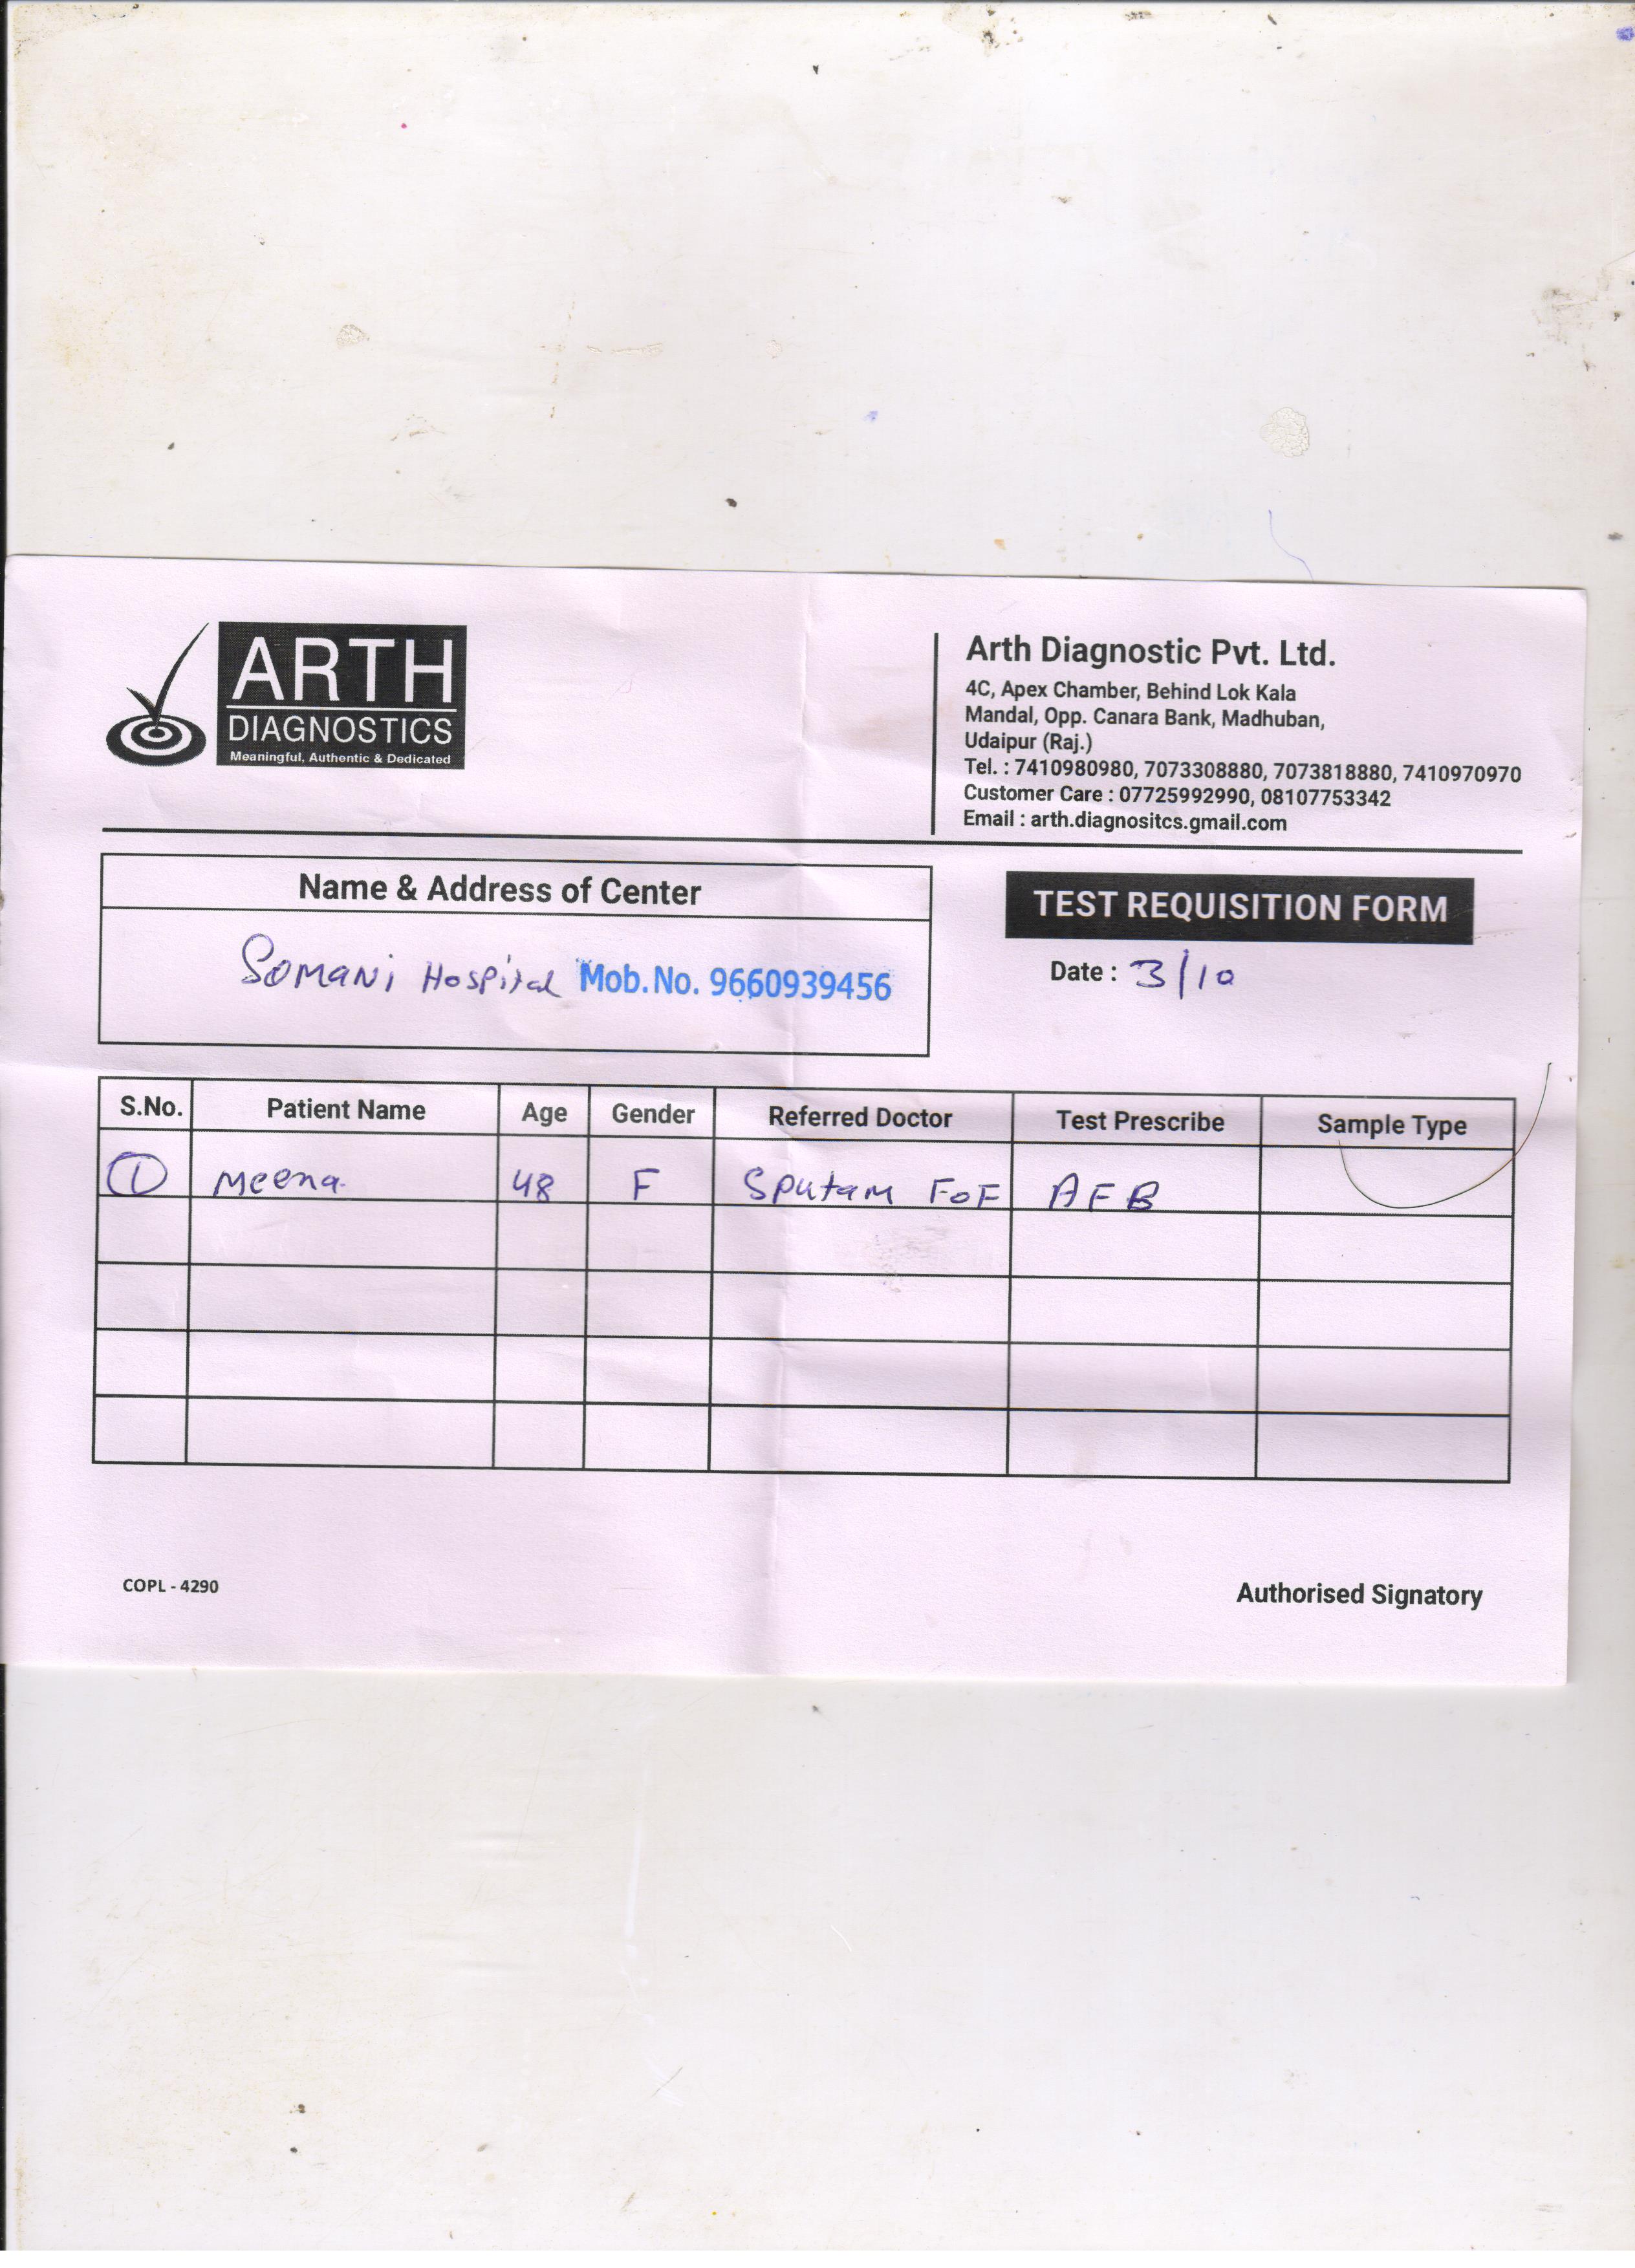 ARTH
DIAGNOSTICS
Meaningful, Authentic & Dedicated
Arth Diagnostic Pvt. Ltd.
4C, Apex Chamber, Behind Lok Kala
Mandal, Opp. Canara Bank, Madhuban,
Udaipur (Raj.)
Tel. : 7410980980, 7073308880, 7073818880, 7410970970
Customer Care : 07725992990, 08107753342
Email : arth.diagnositcs.gmail.com
Name & Address of Center
TEST REQUISITION FORM
Somani Hospital Mob.No. 9660939456
Date : 3/10
S.No. Patient Name Age Gender Referred Doctor Test Prescribe Sample Type
1 Meena 48 F Sputam FOF AFB
COPL - 4290
Authorised Signatory